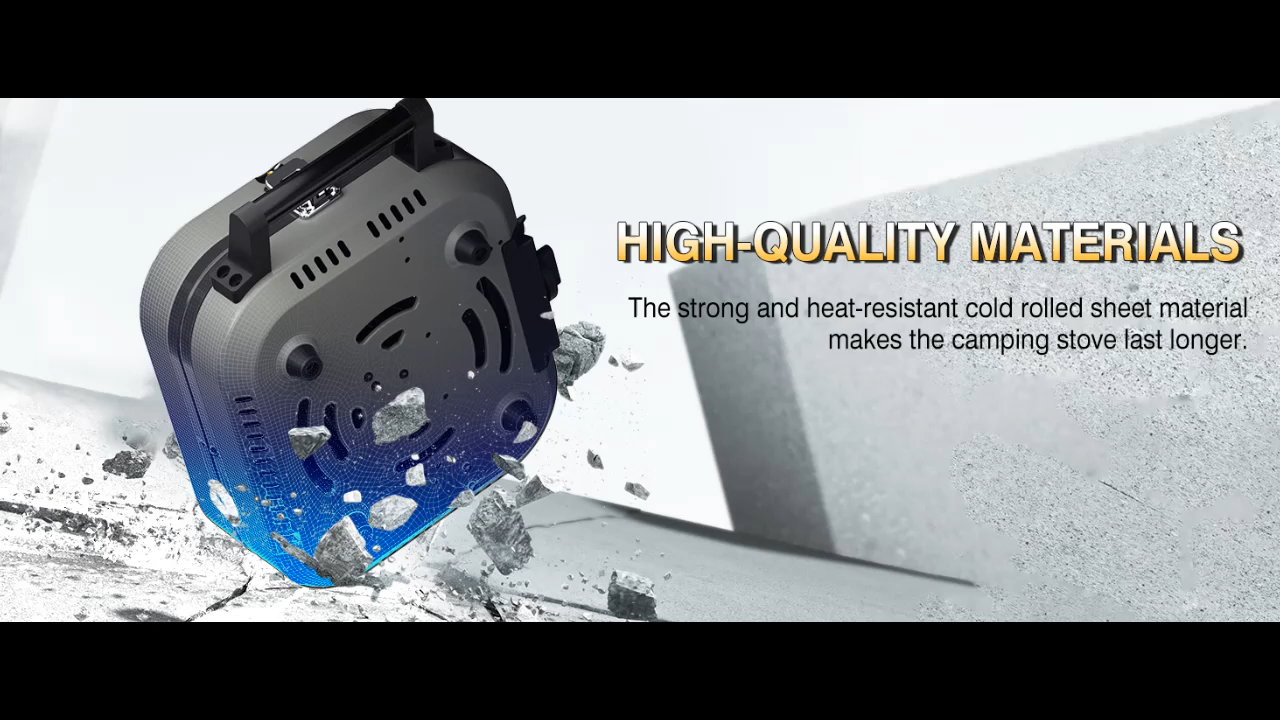 HIGH-QUALITY MATERIALS
The strong and heat-resistant cold rolled sheet material
makes the camping stove last longer.